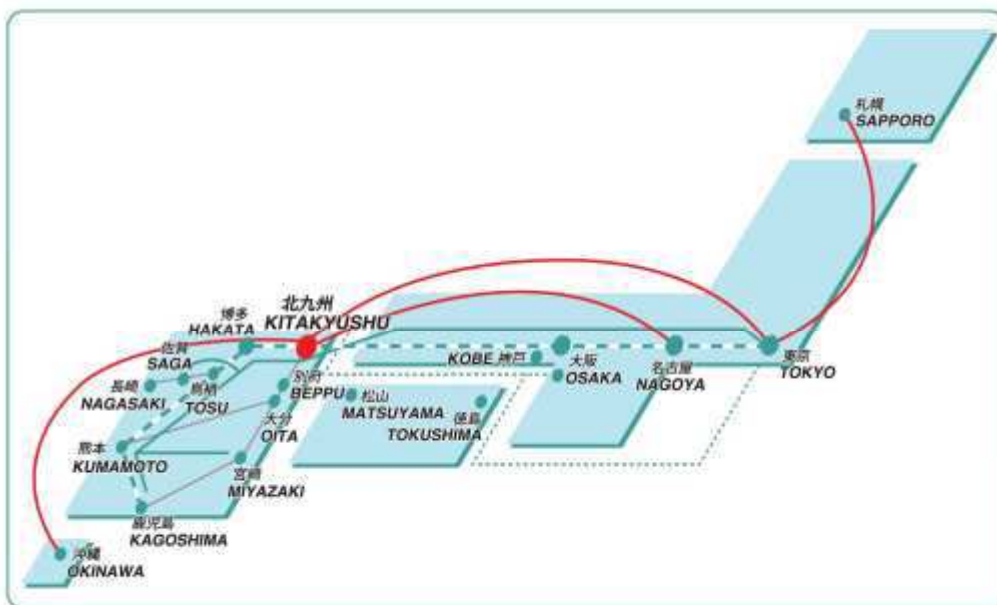 札幌
SAPPORO
北九州
KITAKYUSHU
博多
HAKATA
佐賀
SAGA
長崎
NAGASAKI
鳥栖
TOSU
別府
BEPPU
大分
OITA
熊本
KUMAMOTO
宮崎
MIYAZAKI
鹿児島
KAGOSHIMA
沖縄
OKINAWA
松山
MATSUYAMA
徳島
TOKUSHIMA
KOBE 神戸
大阪
OSAKA
名古屋
NAGOYA
東京
TOKYO